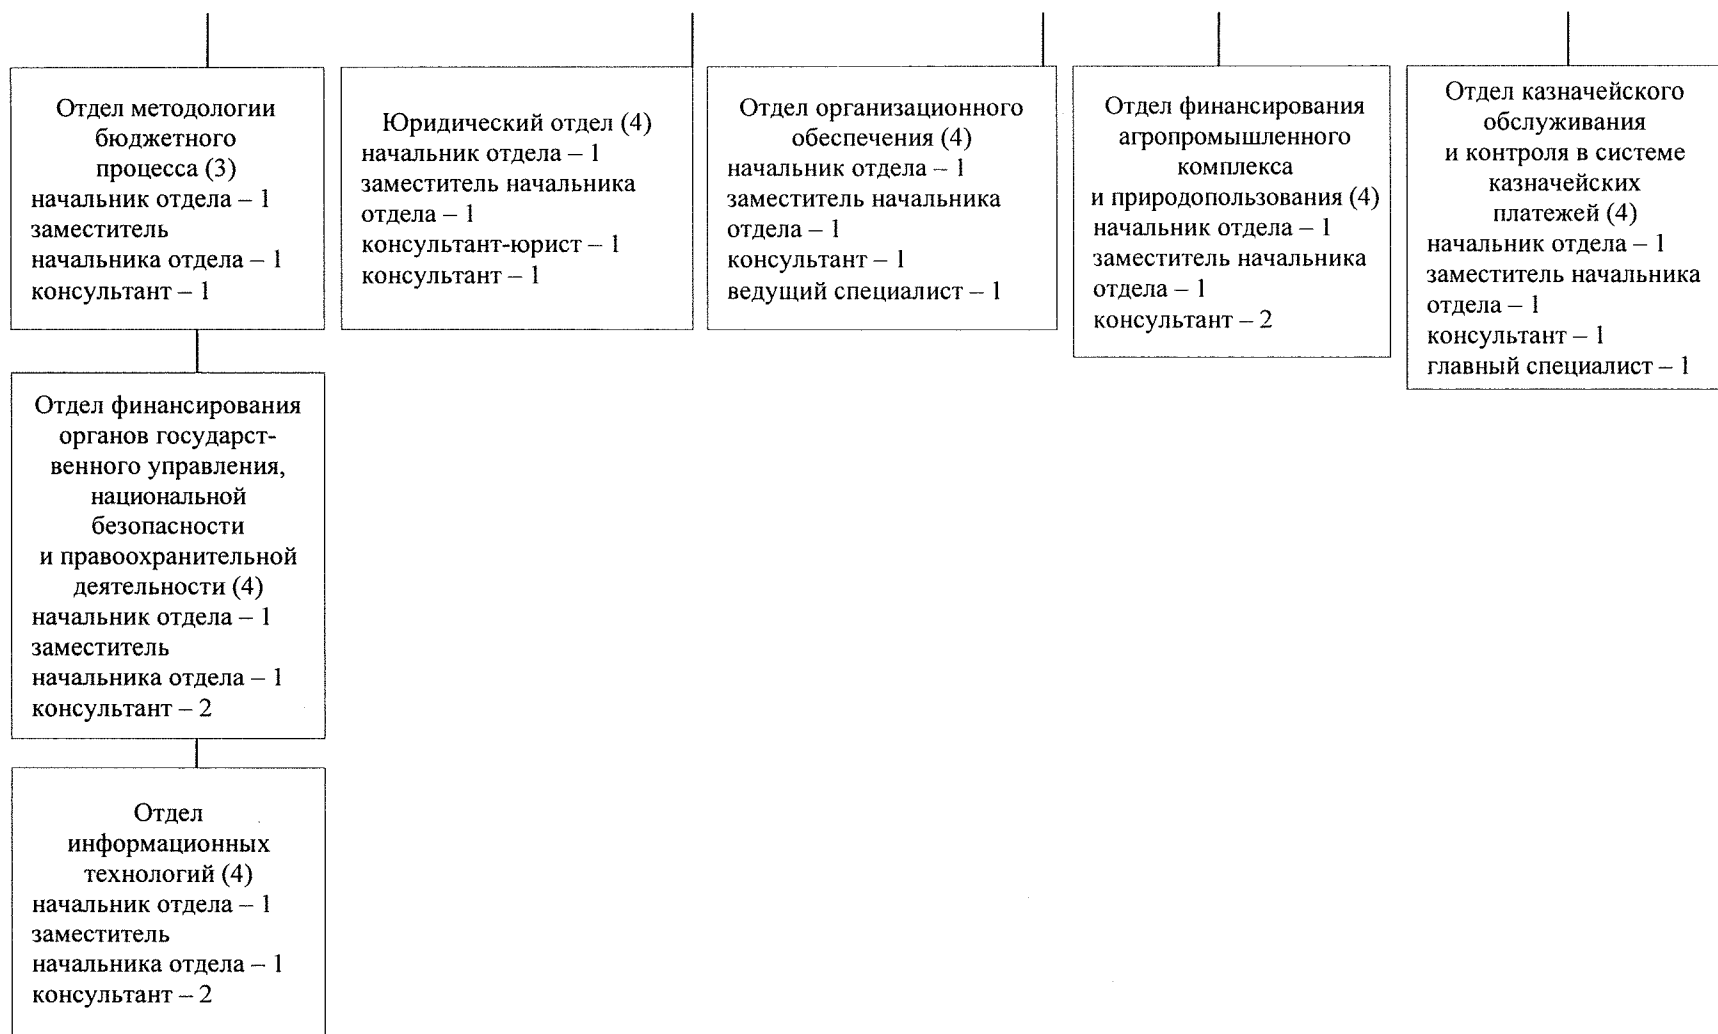 Отдел методологии
бюджетного
процесса (3)
начальник отдела – 1
заместитель
начальника отдела – 1
консультант – 1
Юридический отдел (4)
начальник отдела – 1
заместитель начальника
отдела – 1
консультант-юрист – 1
консультант – 1
Отдел организационного
обеспечения (4)
начальник отдела – 1
заместитель начальника
отдела – 1
консультант – 1
ведущий специалист – 1
Отдел финансирования
агропромышленного
комплекса
и природопользования (4)
начальник отдела – 1
заместитель начальника
отдела – 1
консультант – 2
Отдел казначейского
обслуживания
и контроля в системе
казначейских
платежей (4)
начальник отдела – 1
заместитель начальника
отдела – 1
консультант – 1
главный специалист – 1
Отдел финансирования
органов государст-
венного управления,
национальной
безопасности
и правоохранительной
деятельности (4)
начальник отдела – 1
заместитель
начальника отдела – 1
консультант – 2
Отдел
информационных
технологий (4)
начальник отдела – 1
заместитель
начальника отдела – 1
консультант – 2